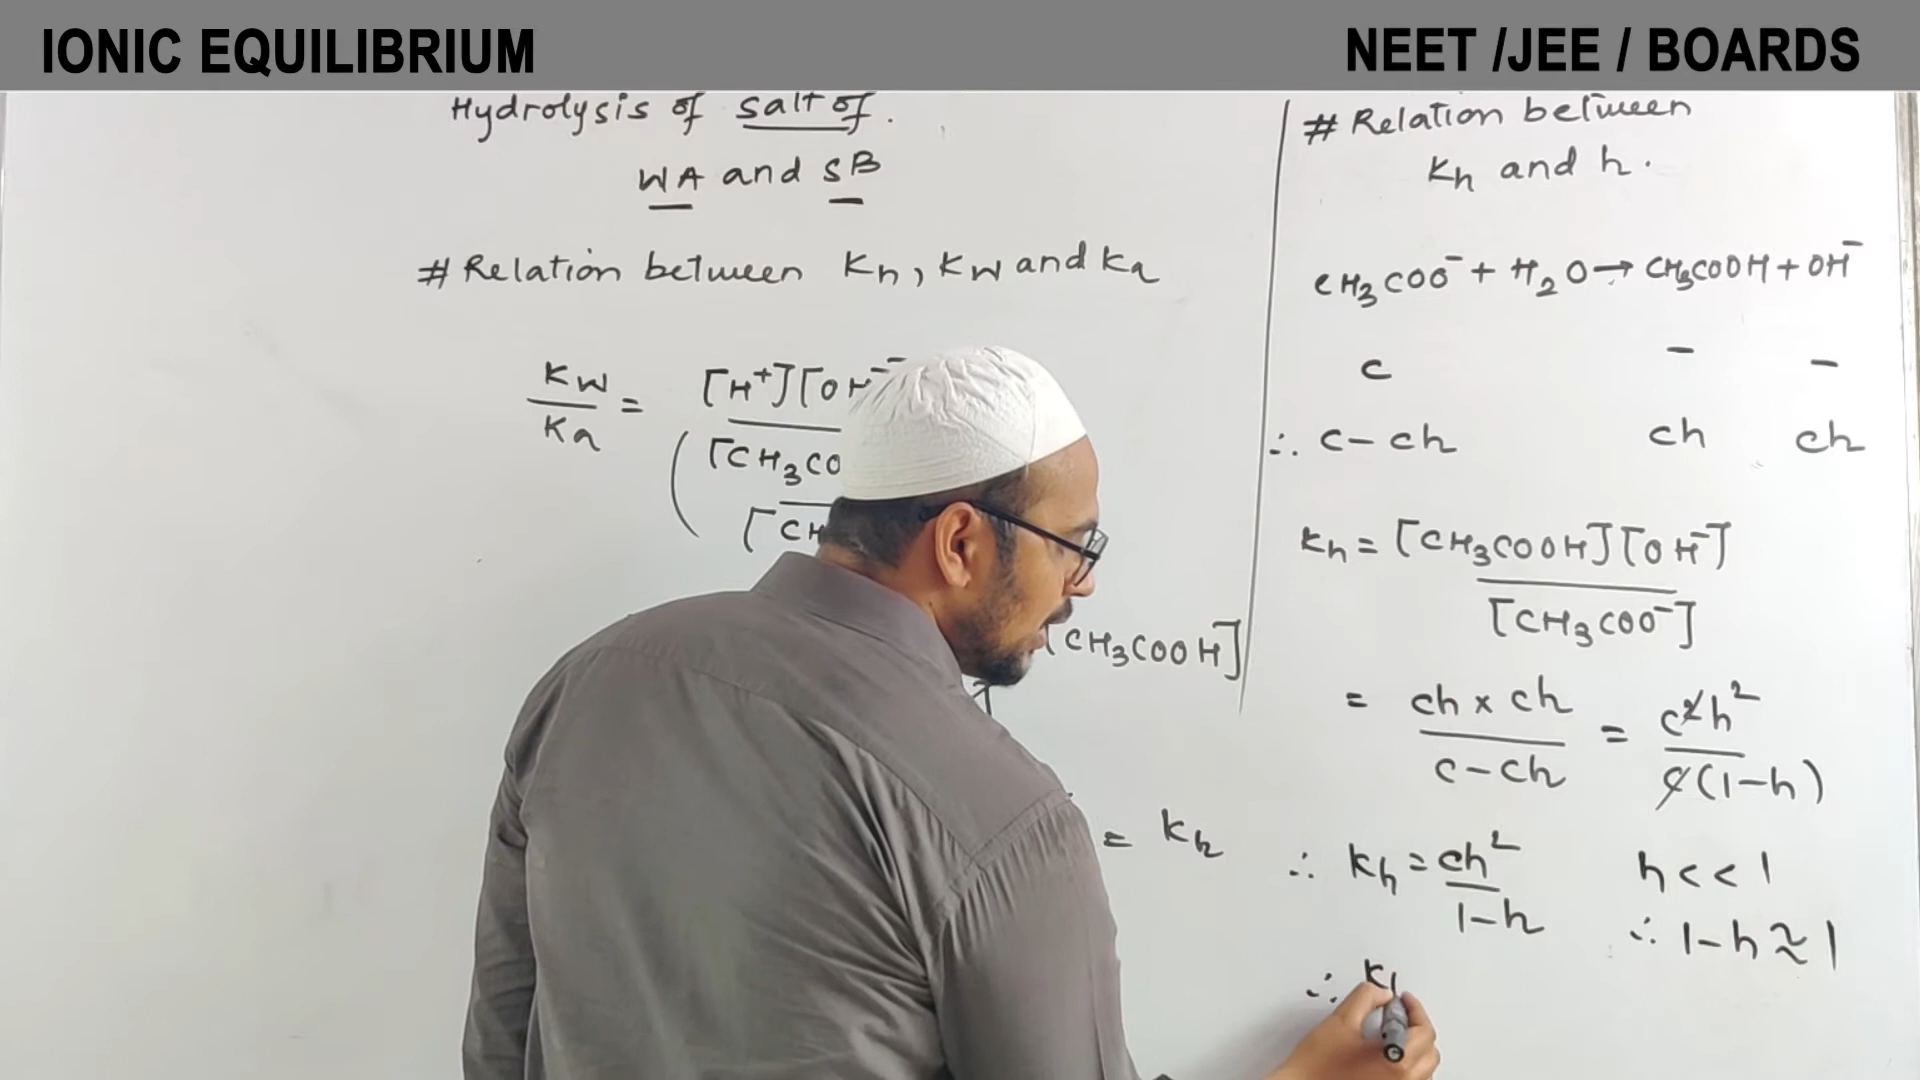 IONIC EQUILIBRIUM
NEET /JEE / BOARDS
Hydrolysis of salt of.
WA and SB
# Relation between Kh, KW and Ka
KW
Ka
=
[H⁺][OH⁻
[CH₃CO
[CH
[CH₃COOH]
= Kh
# Relation between
Kh and h.
CH₃COO⁻ + H₂O → CH₃COOH + OH⁻
c - -
∴ c - ch ch ch
Kh = [CH₃COOH][OH⁻]
[CH₃COO⁻]
= ch x ch = c²h²
c - ch c(1-h)
∴ Kh = ch² h << 1
1-h ∴ 1-h ≈ 1
∴ K